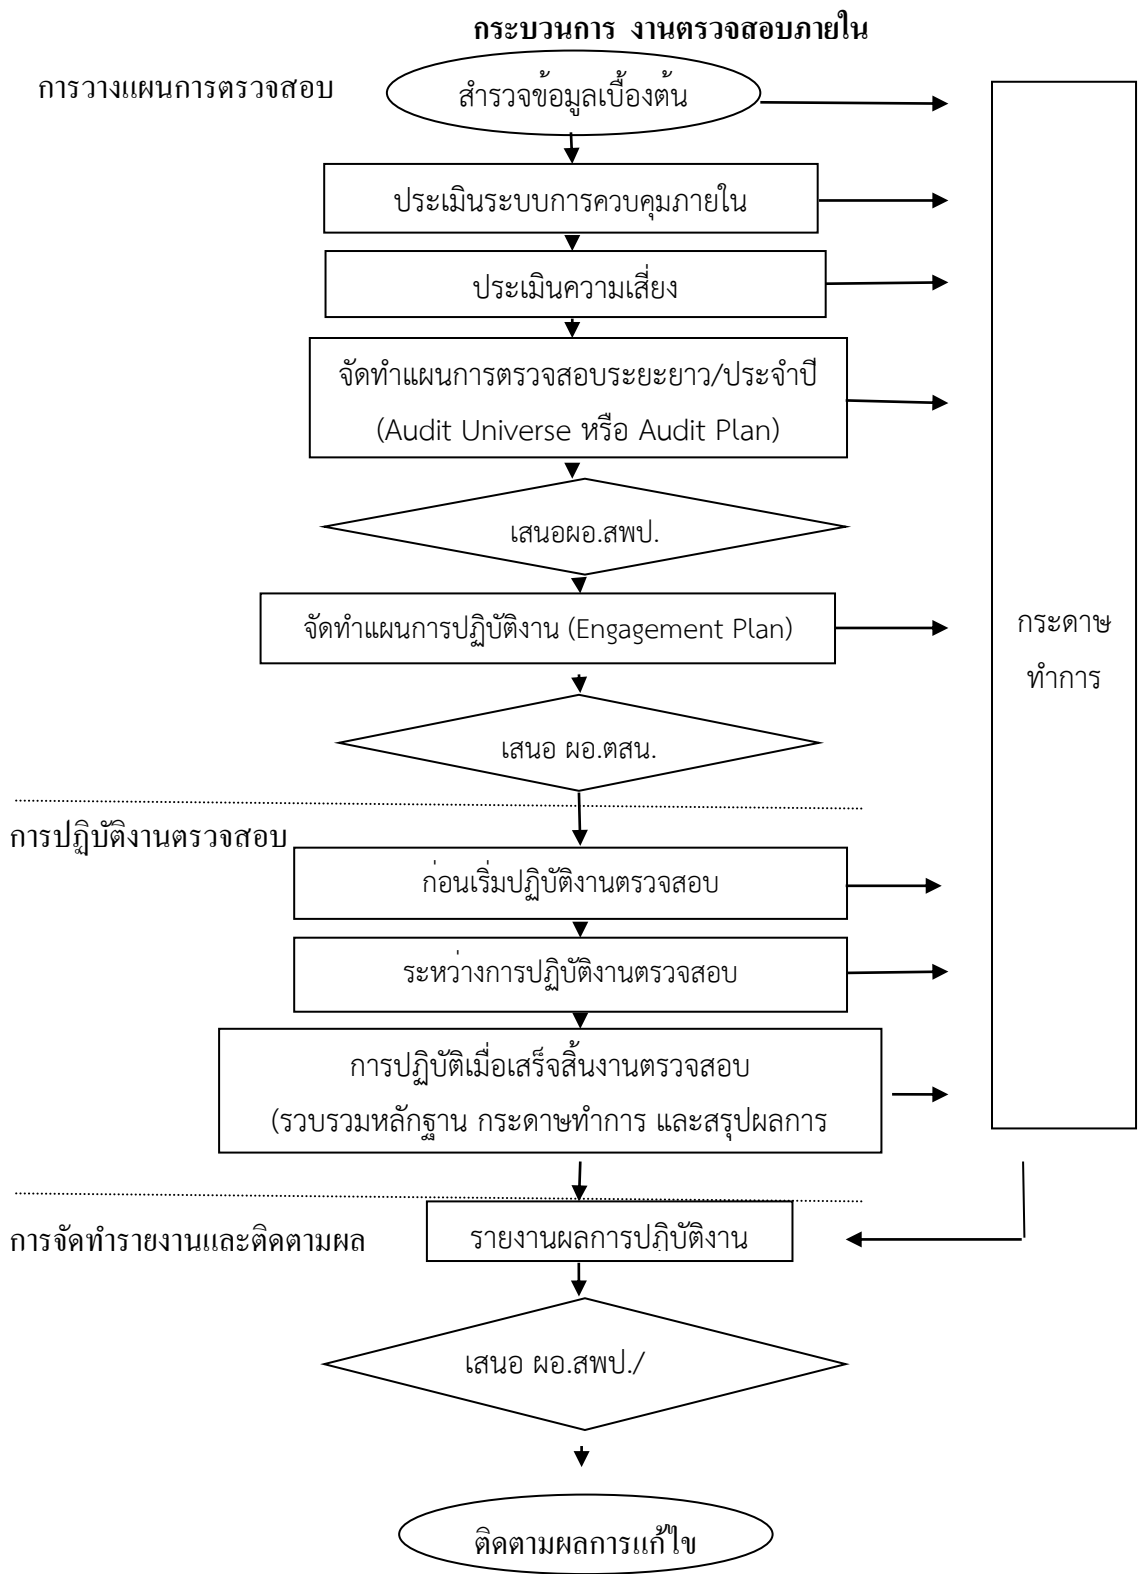 กระบวนการ งานตรวจสอบภายใน
การวางแผนการตรวจสอบ
สำรวจข้อมูลเบื้องต้น
ประเมินระบบการควบคุมภายใน
ประเมินความเสี่ยง
จัดทำแผนการตรวจสอบระยะยาว/ประจำปี
(Audit Universe หรือ Audit Plan)
เสนอผอ.สพป.
จัดทำแผนการปฏิบัติงาน (Engagement Plan)
กระดาษ
ทำการ
เสนอ ผอ.ตสน.
การปฏิบัติงานตรวจสอบ
ก่อนเริ่มปฏิบัติงานตรวจสอบ
ระหว่างการปฏิบัติงานตรวจสอบ
การปฏิบัติเมื่อเสร็จสิ้นงานตรวจสอบ
(รวบรวมหลักฐาน กระดาษทำการ และสรุปผลการ
การจัดทำรายงานและติดตามผล
รายงานผลการปฏิบัติงาน
เสนอ ผอ.สพป./
ติดตามผลการแก้ไข